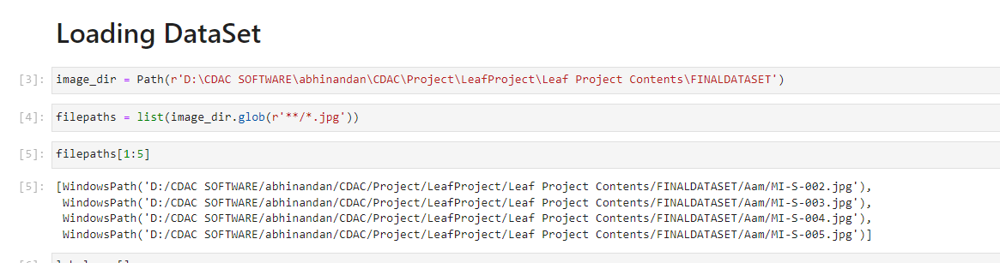 Loading DataSet
[3]: image_dir = Path(r'D:\CDAC SOFTWARE\abhinandan\CDAC\Project\LeafProject\Leaf Project Contents\FINALDATASET')
[4]: filepaths = list(image_dir.glob(r'**/*.jpg'))
[5]: filepaths[1:5]
[5]: [WindowsPath('D:/CDAC SOFTWARE/abhinandan/CDAC/Project/LeafProject/Leaf Project Contents/FINALDATASET/Aam/MI-S-002.jpg'),
WindowsPath('D:/CDAC SOFTWARE/abhinandan/CDAC/Project/LeafProject/Leaf Project Contents/FINALDATASET/Aam/MI-S-003.jpg'),
WindowsPath('D:/CDAC SOFTWARE/abhinandan/CDAC/Project/LeafProject/Leaf Project Contents/FINALDATASET/Aam/MI-S-004.jpg'),
WindowsPath('D:/CDAC SOFTWARE/abhinandan/CDAC/Project/LeafProject/Leaf Project Contents/FINALDATASET/Aam/MI-S-005.jpg')]